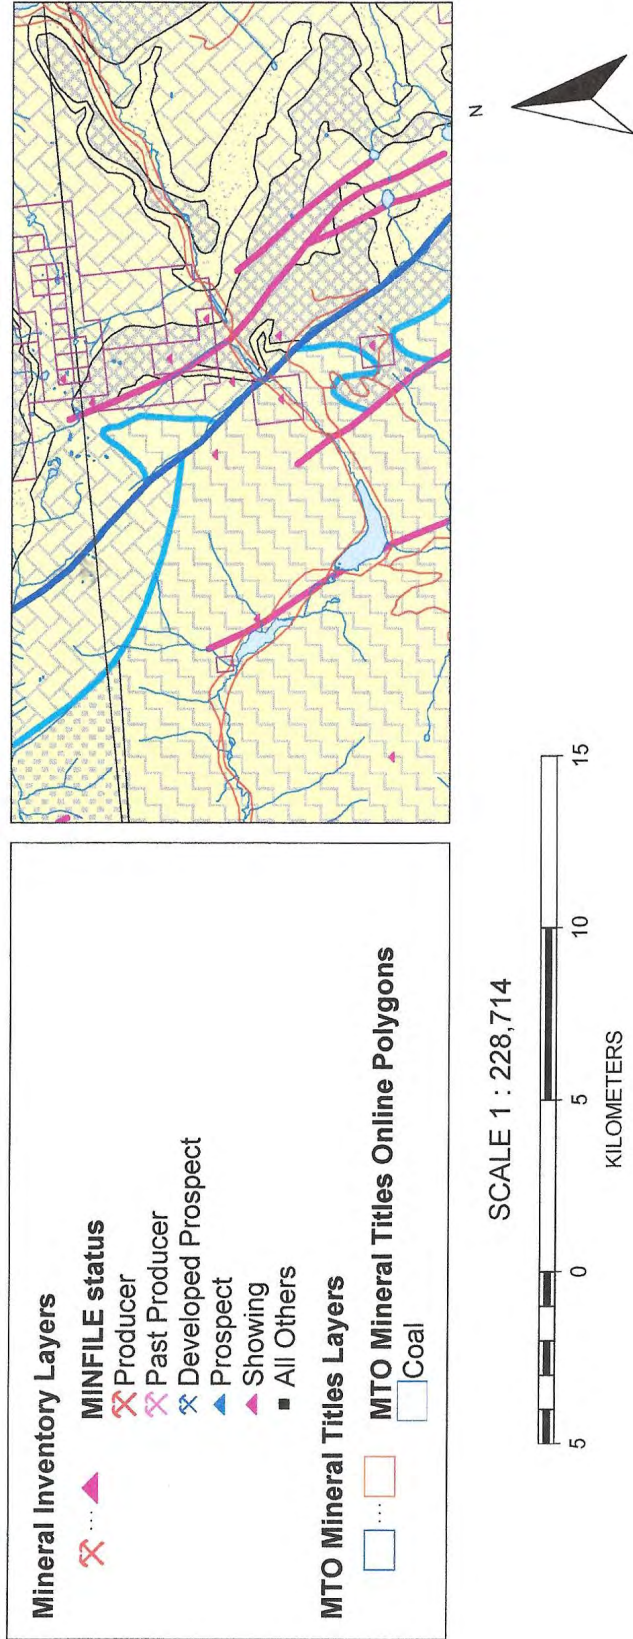 Mineral Inventory Layers
MINFILE status
Producer
Past Producer
Developed Prospect
Prospect
Showing
All Others
MTO Mineral Titles Layers
MTO Mineral Titles Online Polygons
Coal
SCALE 1 : 228,714
5 0 5 10 15
KILOMETERS
N